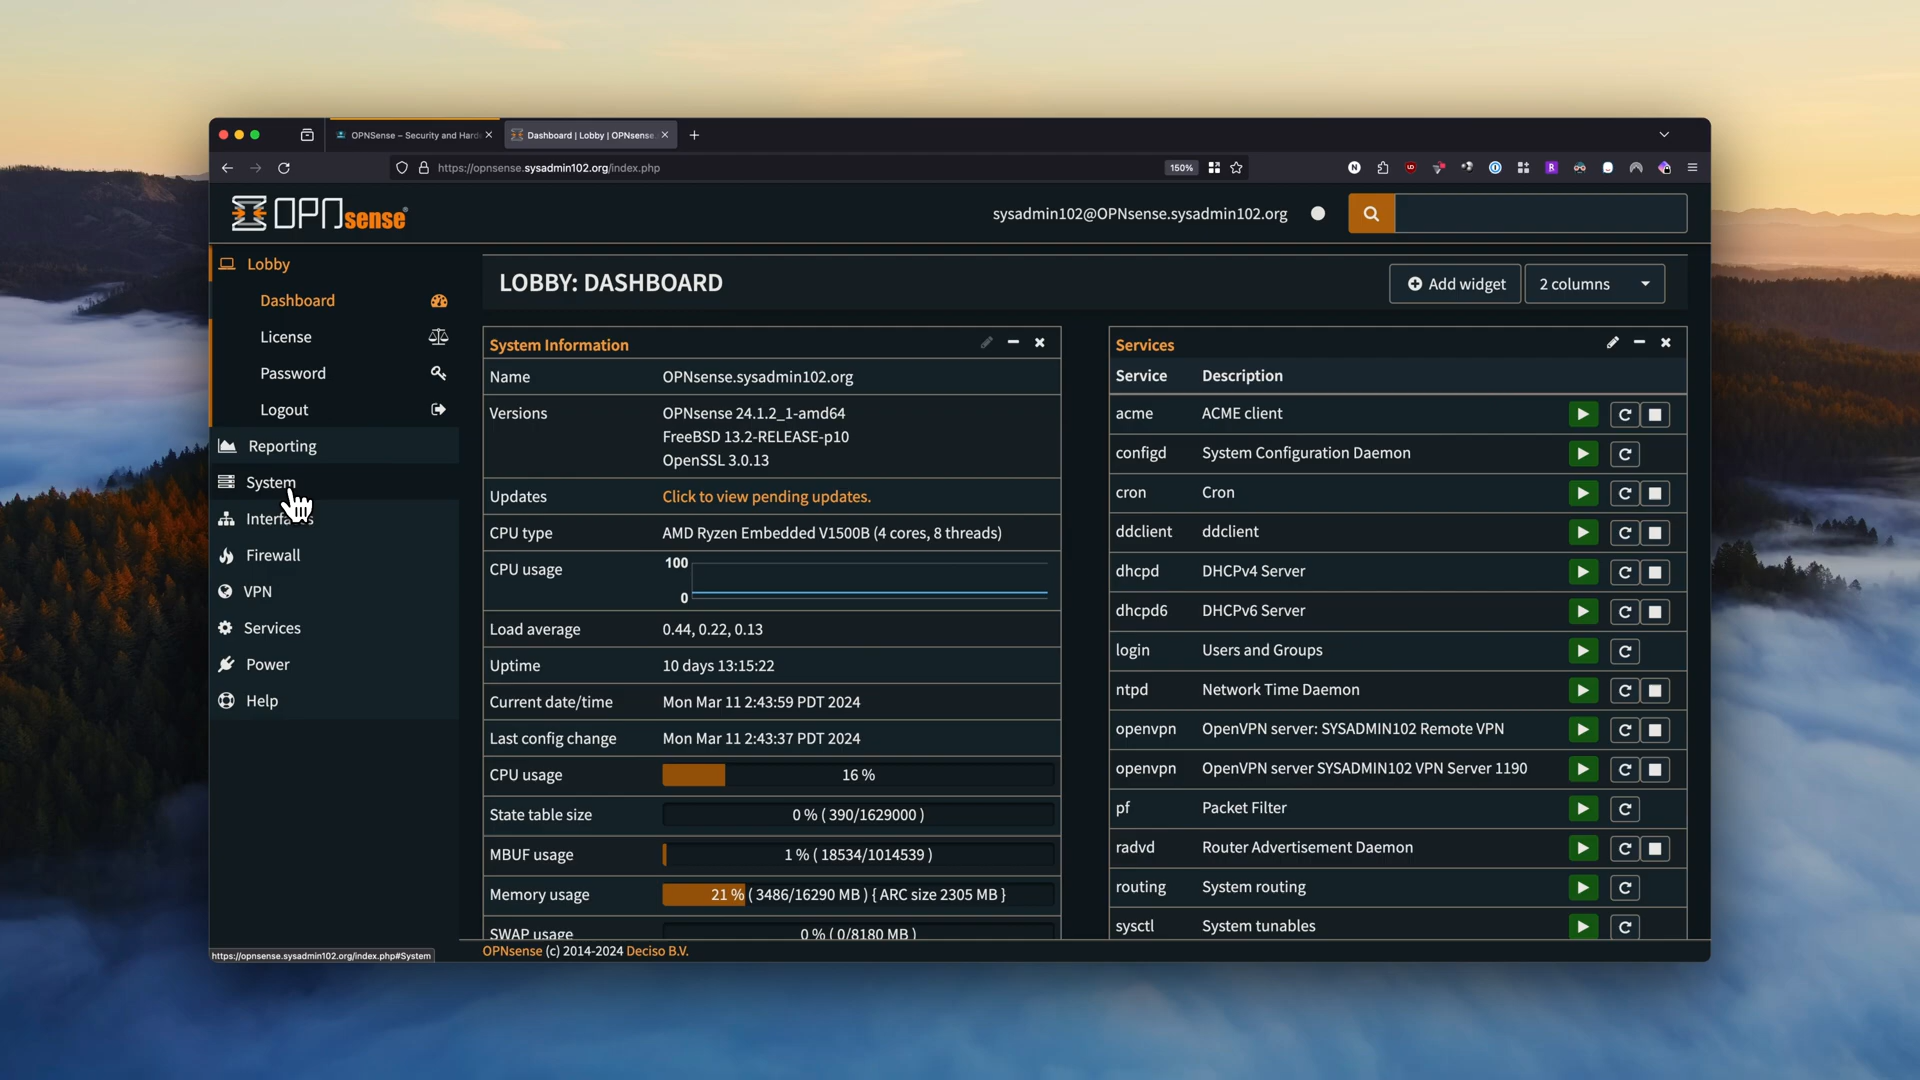 OPNSense – Security and Hard
Dashboard | Lobby | OPNsense.
https://opnsense.sysadmin102.org/index.php
150%
OPNsense
sysadmin102@OPNsense.sysadmin102.org
Lobby
Dashboard
License
Password
Logout
Reporting
System
Interfaces
Firewall
VPN
Services
Power
Help
LOBBY: DASHBOARD
Add widget
2 columns
System Information
Name OPNsense.sysadmin102.org
Versions OPNsense 24.1.2_1-amd64
FreeBSD 13.2-RELEASE-p10
OpenSSL 3.0.13
Updates Click to view pending updates.
CPU type AMD Ryzen Embedded V1500B (4 cores, 8 threads)
CPU usage 100
0
Load average 0.44, 0.22, 0.13
Uptime 10 days 13:15:22
Current date/time Mon Mar 11 2:43:59 PDT 2024
Last config change Mon Mar 11 2:43:37 PDT 2024
CPU usage 16 %
State table size 0 % ( 390/1629000 )
MBUF usage 1 % ( 18534/1014539 )
Memory usage 21 % ( 3486/16290 MB ) { ARC size 2305 MB }
SWAP usage 0 % ( 0/8180 MB )
Services
Service Description
acme ACME client
configd System Configuration Daemon
cron Cron
ddclient ddclient
dhcpd DHCPv4 Server
dhcpd6 DHCPv6 Server
login Users and Groups
ntpd Network Time Daemon
openvpn OpenVPN server: SYSADMIN102 Remote VPN
openvpn OpenVPN server SYSADMIN102 VPN Server 1190
pf Packet Filter
radvd Router Advertisement Daemon
routing System routing
sysctl System tunables
https://opnsense.sysadmin102.org/index.php#System
OPNsense (c) 2014-2024 Deciso B.V.